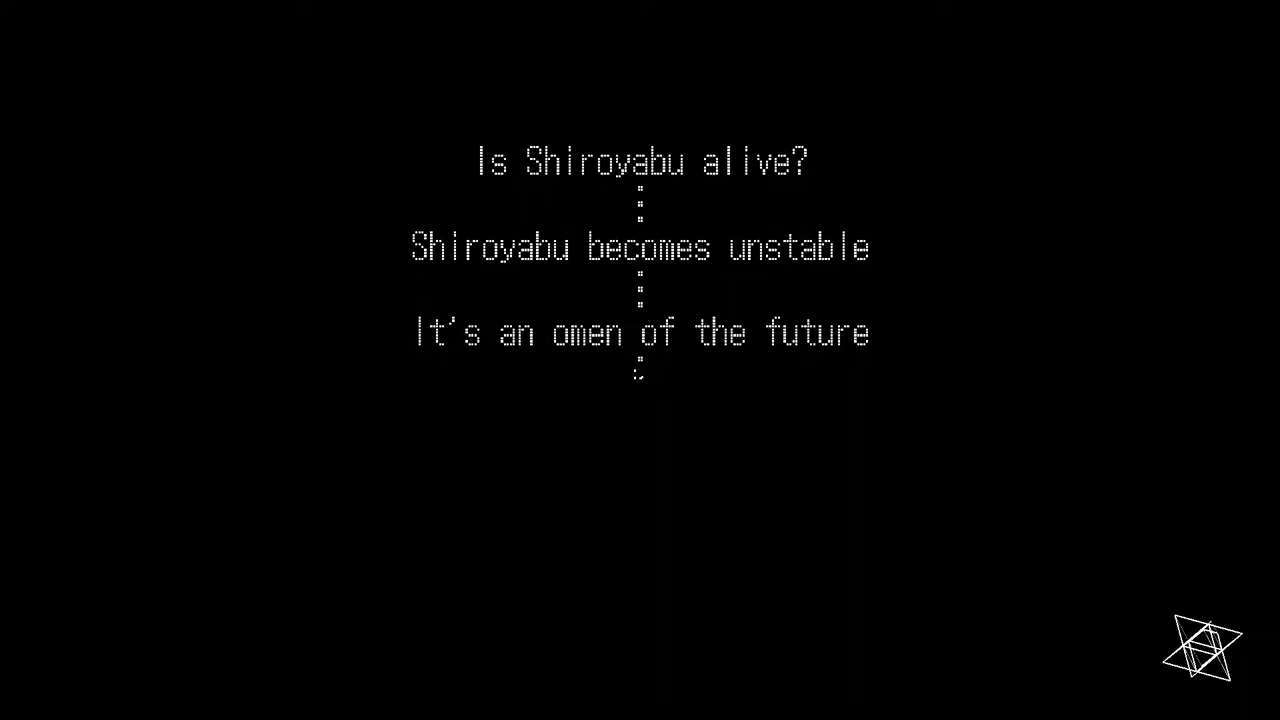 Is Shiroyabu alive?
Shiroyabu becomes unstable
It's an omen of the future